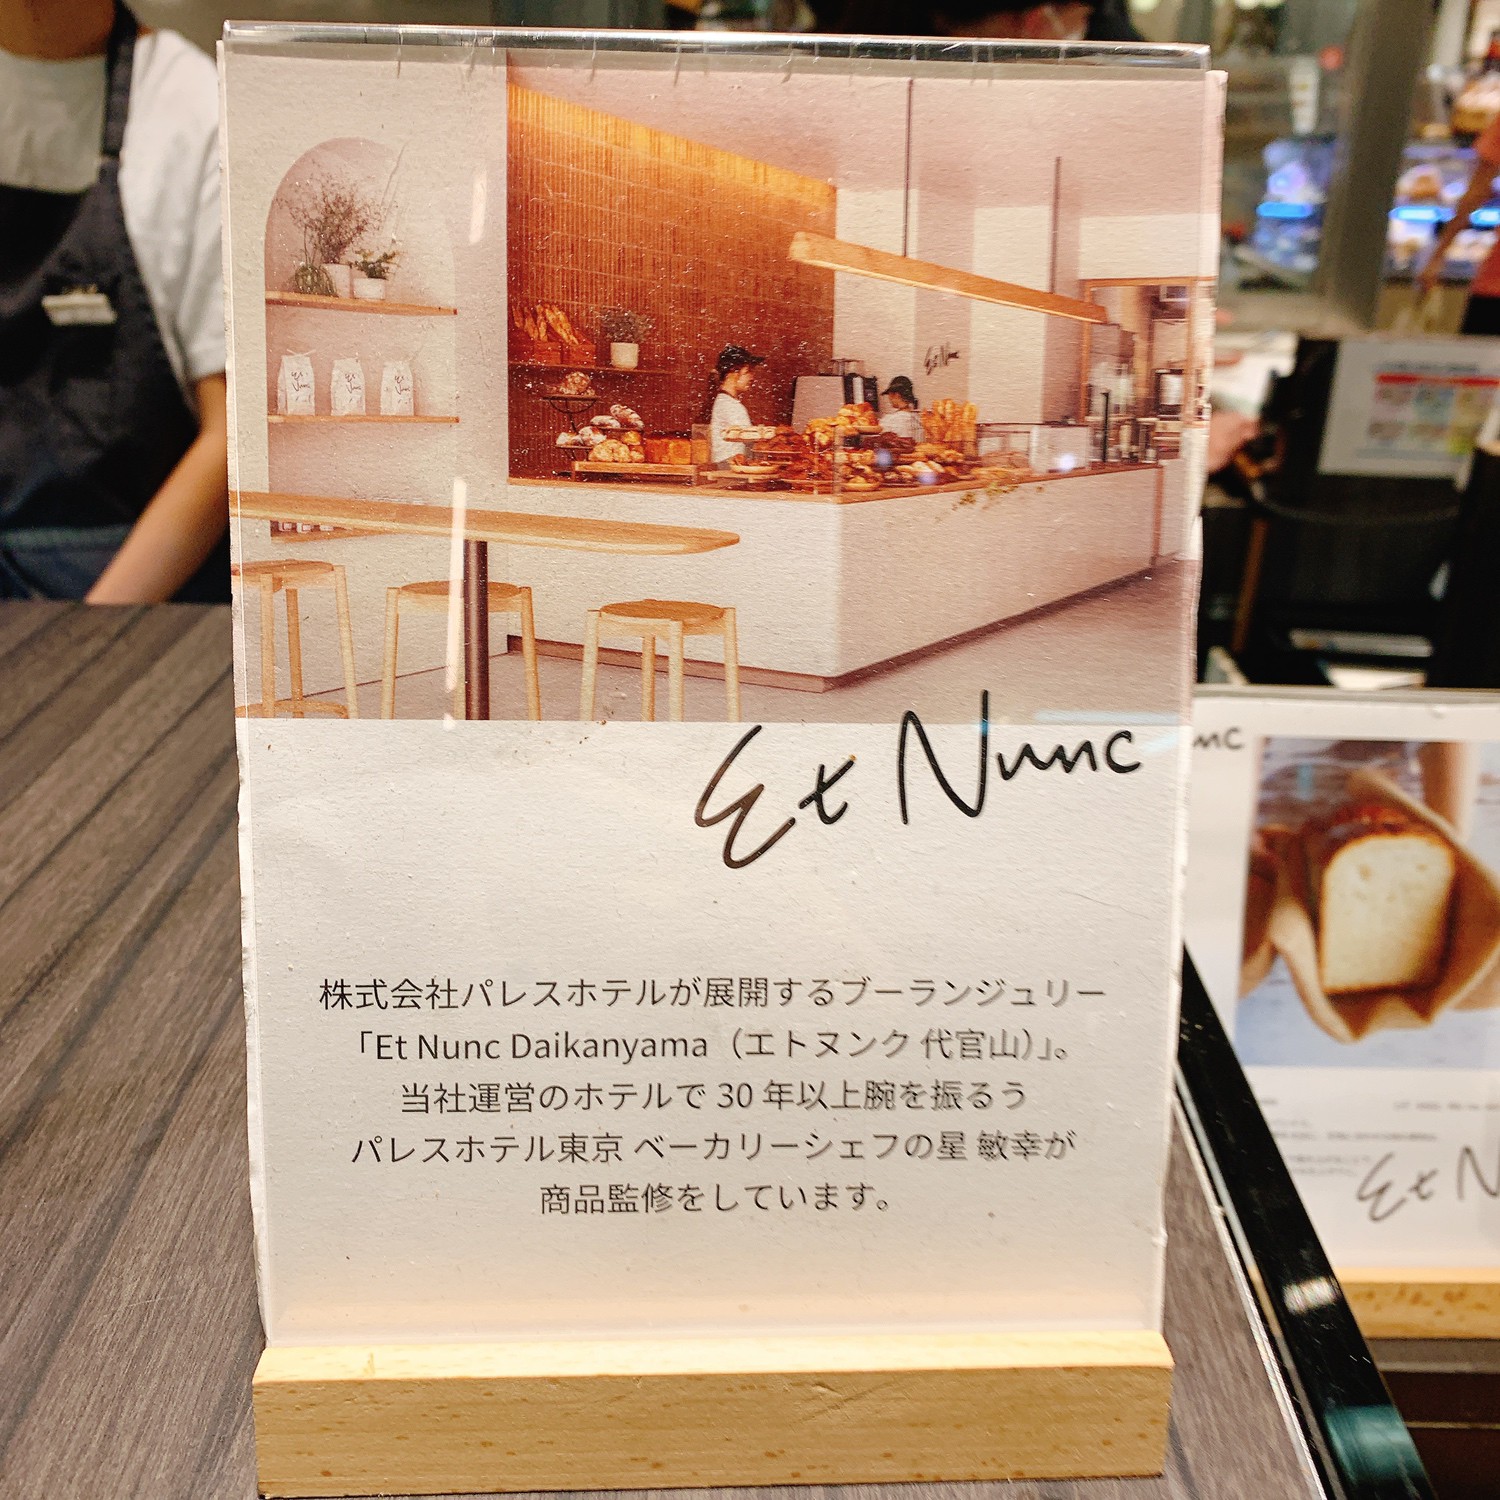 Et Nunc
Et Nunc
株式会社パレスホテルが展開するブーランジュリー
「Et Nunc Daikanyama（エトヌンク 代官山）」。
当社運営のホテルで 30 年以上腕を振るう
パレスホテル東京 ベーカリーシェフの星 敏幸が
商品監修をしています。
nc
Et N